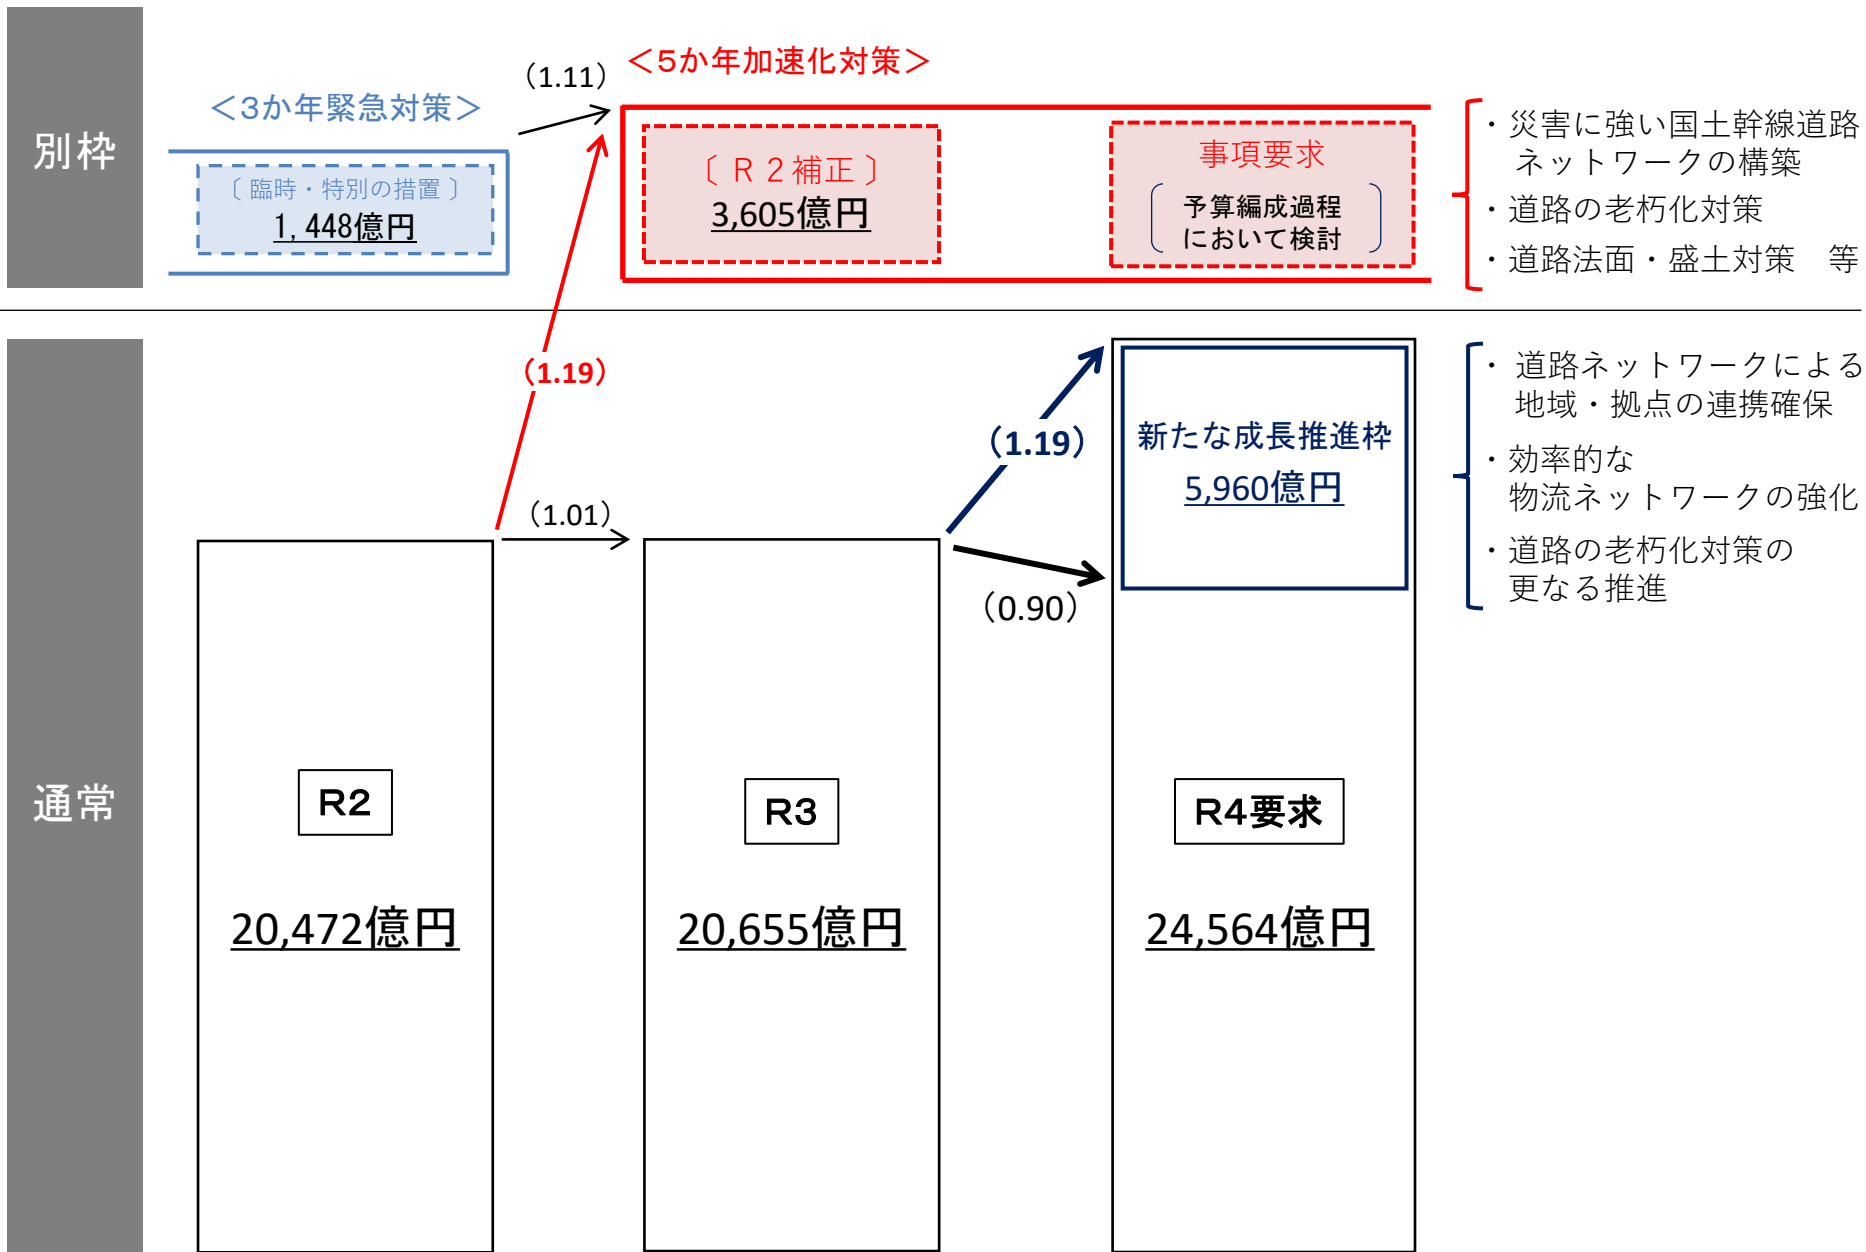 別枠
＜3か年緊急対策＞
〔 臨時・特別の措置 〕
1,448億円
（1.11）
＜5か年加速化対策＞
〔 Ｒ２補正 〕
3,605億円
事項要求
予算編成過程
において検討
・災害に強い国土幹線道路
ネットワークの構築
・道路の老朽化対策
・道路法面・盛土対策　等
通常
（1.19）
（1.01）
（1.19）
（0.90）
新たな成長推進枠
5,960億円
・ 道路ネットワークによる
地域・拠点の連携確保
・効率的な
物流ネットワークの強化
・道路の老朽化対策の
更なる推進
R2
20,472億円
R3
20,655億円
R4要求
24,564億円